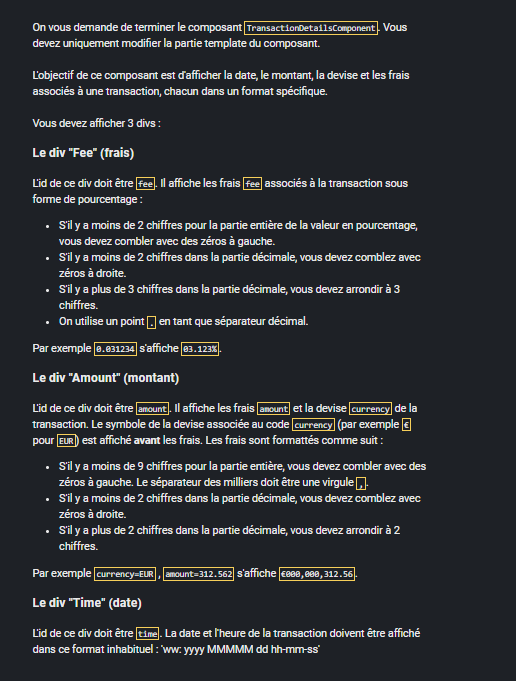 On vous demande de terminer le composant TransactionDetailsComponent. Vous
devez uniquement modifier la partie template du composant.
L'objectif de ce composant est d'afficher la date, le montant, la devise et les frais
associés à une transaction, chacun dans un format spécifique.
Vous devez afficher 3 divs :
Le div "Fee" (frais)
L'id de ce div doit être fee. Il affiche les frais fee associés à la transaction sous
forme de pourcentage :
• S'il y a moins de 2 chiffres pour la partie entière de la valeur en pourcentage,
vous devez combler avec des zéros à gauche.
• S'il y a moins de 2 chiffres dans la partie décimale, vous devez comblez avec
zéros à droite.
• S'il y a plus de 3 chiffres dans la partie décimale, vous devez arrondir à 3
chiffres.
• On utilise un point . en tant que séparateur décimal.
Par exemple 0.031234 s'affiche 03.123%.
Le div "Amount" (montant)
L'id de ce div doit être amount. Il affiche les frais amount et la devise currency de la
transaction. Le symbole de la devise associée au code currency (par exemple €
pour EUR) est affiché avant les frais. Les frais sont formattés comme suit :
• S'il y a moins de 9 chiffres pour la partie entière, vous devez combler avec des
zéros à gauche. Le séparateur des milliers doit être une virgule ,.
• S'il y a moins de 2 chiffres dans la partie décimale, vous devez comblez avec
zéros à droite.
• S'il y a plus de 2 chiffres dans la partie décimale, vous devez arrondir à 2
chiffres.
Par exemple currency=EUR , amount=312.562 s'affiche €000,000,312.56.
Le div "Time" (date)
L'id de ce div doit être time. La date et l'heure de la transaction doivent être affiché
dans ce format inhabituel : 'ww: yyyy MMMMM dd hh-mm-ss'